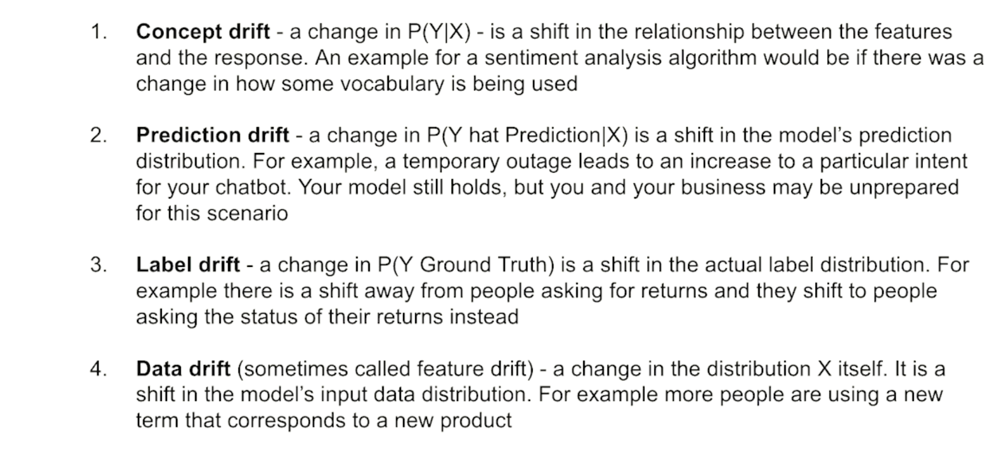 1. Concept drift - a change in P(Y|X) - is a shift in the relationship between the features
and the response. An example for a sentiment analysis algorithm would be if there was a
change in how some vocabulary is being used
2. Prediction drift - a change in P(Y hat Prediction|X) is a shift in the model’s prediction
distribution. For example, a temporary outage leads to an increase to a particular intent
for your chatbot. Your model still holds, but you and your business may be unprepared
for this scenario
3. Label drift - a change in P(Y Ground Truth) is a shift in the actual label distribution. For
example there is a shift away from people asking for returns and they shift to people
asking the status of their returns instead
4. Data drift (sometimes called feature drift) - a change in the distribution X itself. It is a
shift in the model’s input data distribution. For example more people are using a new
term that corresponds to a new product